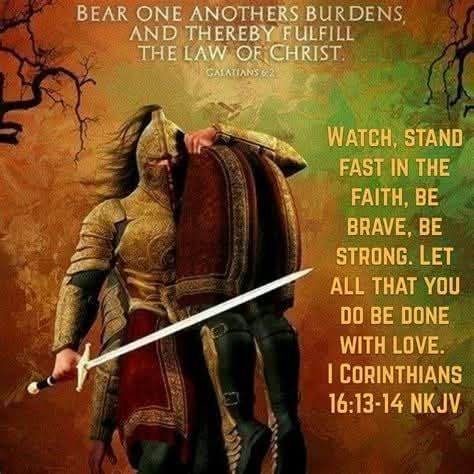 BEAR ONE ANOTHERS BURDENS,
AND THEREBY FULFILL
THE LAW OF CHRIST.
GALATIANS 6:2
WATCH, STAND
FAST IN THE
FAITH, BE
BRAVE, BE
STRONG. LET
ALL THAT YOU
DO BE DONE
WITH LOVE.
I CORINTHIANS
16:13-14 NKJV